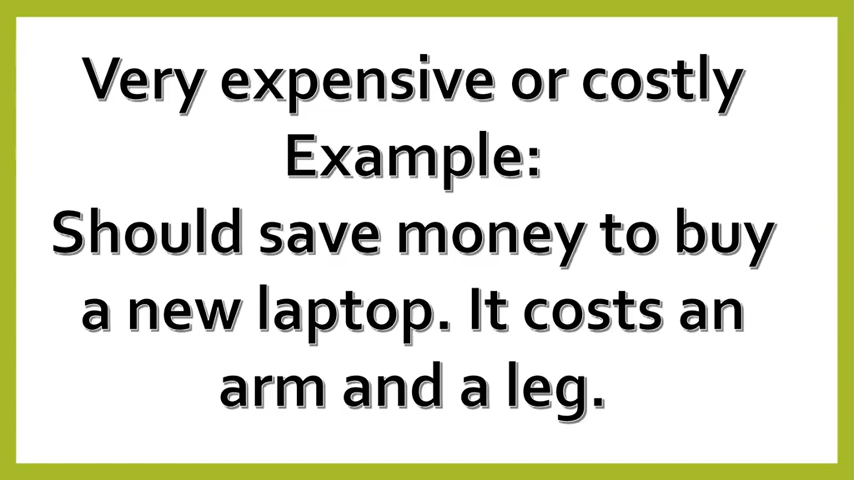 Very expensive or costly
Example:
Should save money to buy
a new laptop. It costs an
arm and a leg.